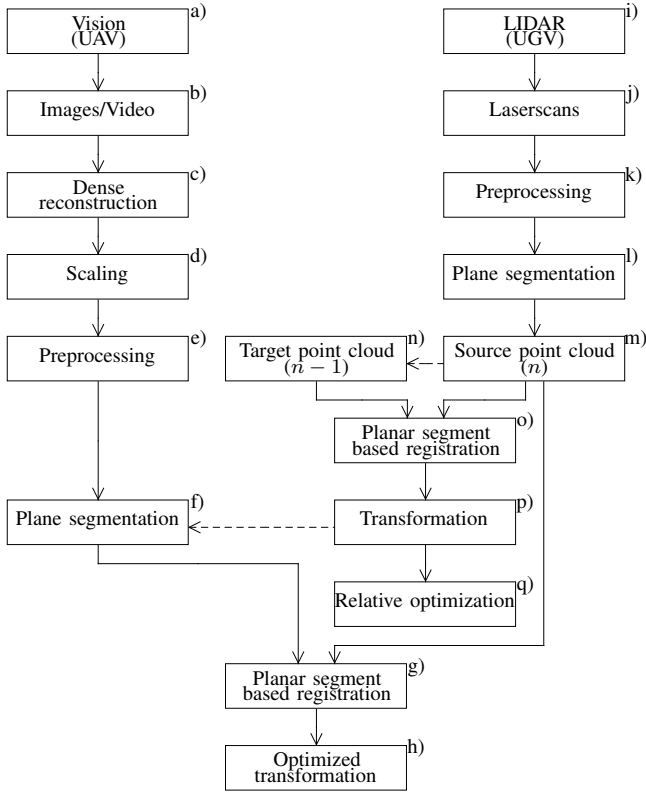 a)
Vision
(UAV)
i)
LIDAR
(UGV)
b)
Images/Video
j)
Laserscans
c)
Dense
reconstruction
k)
Preprocessing
d)
Scaling
l)
Plane segmentation
e)
Preprocessing
n)
Target point cloud
(n − 1)
m)
Source point cloud
(n)
o)
Planar segment
based registration
f)
Plane segmentation
p)
Transformation
q)
Relative optimization
g)
Planar segment
based registration
h)
Optimized
transformation